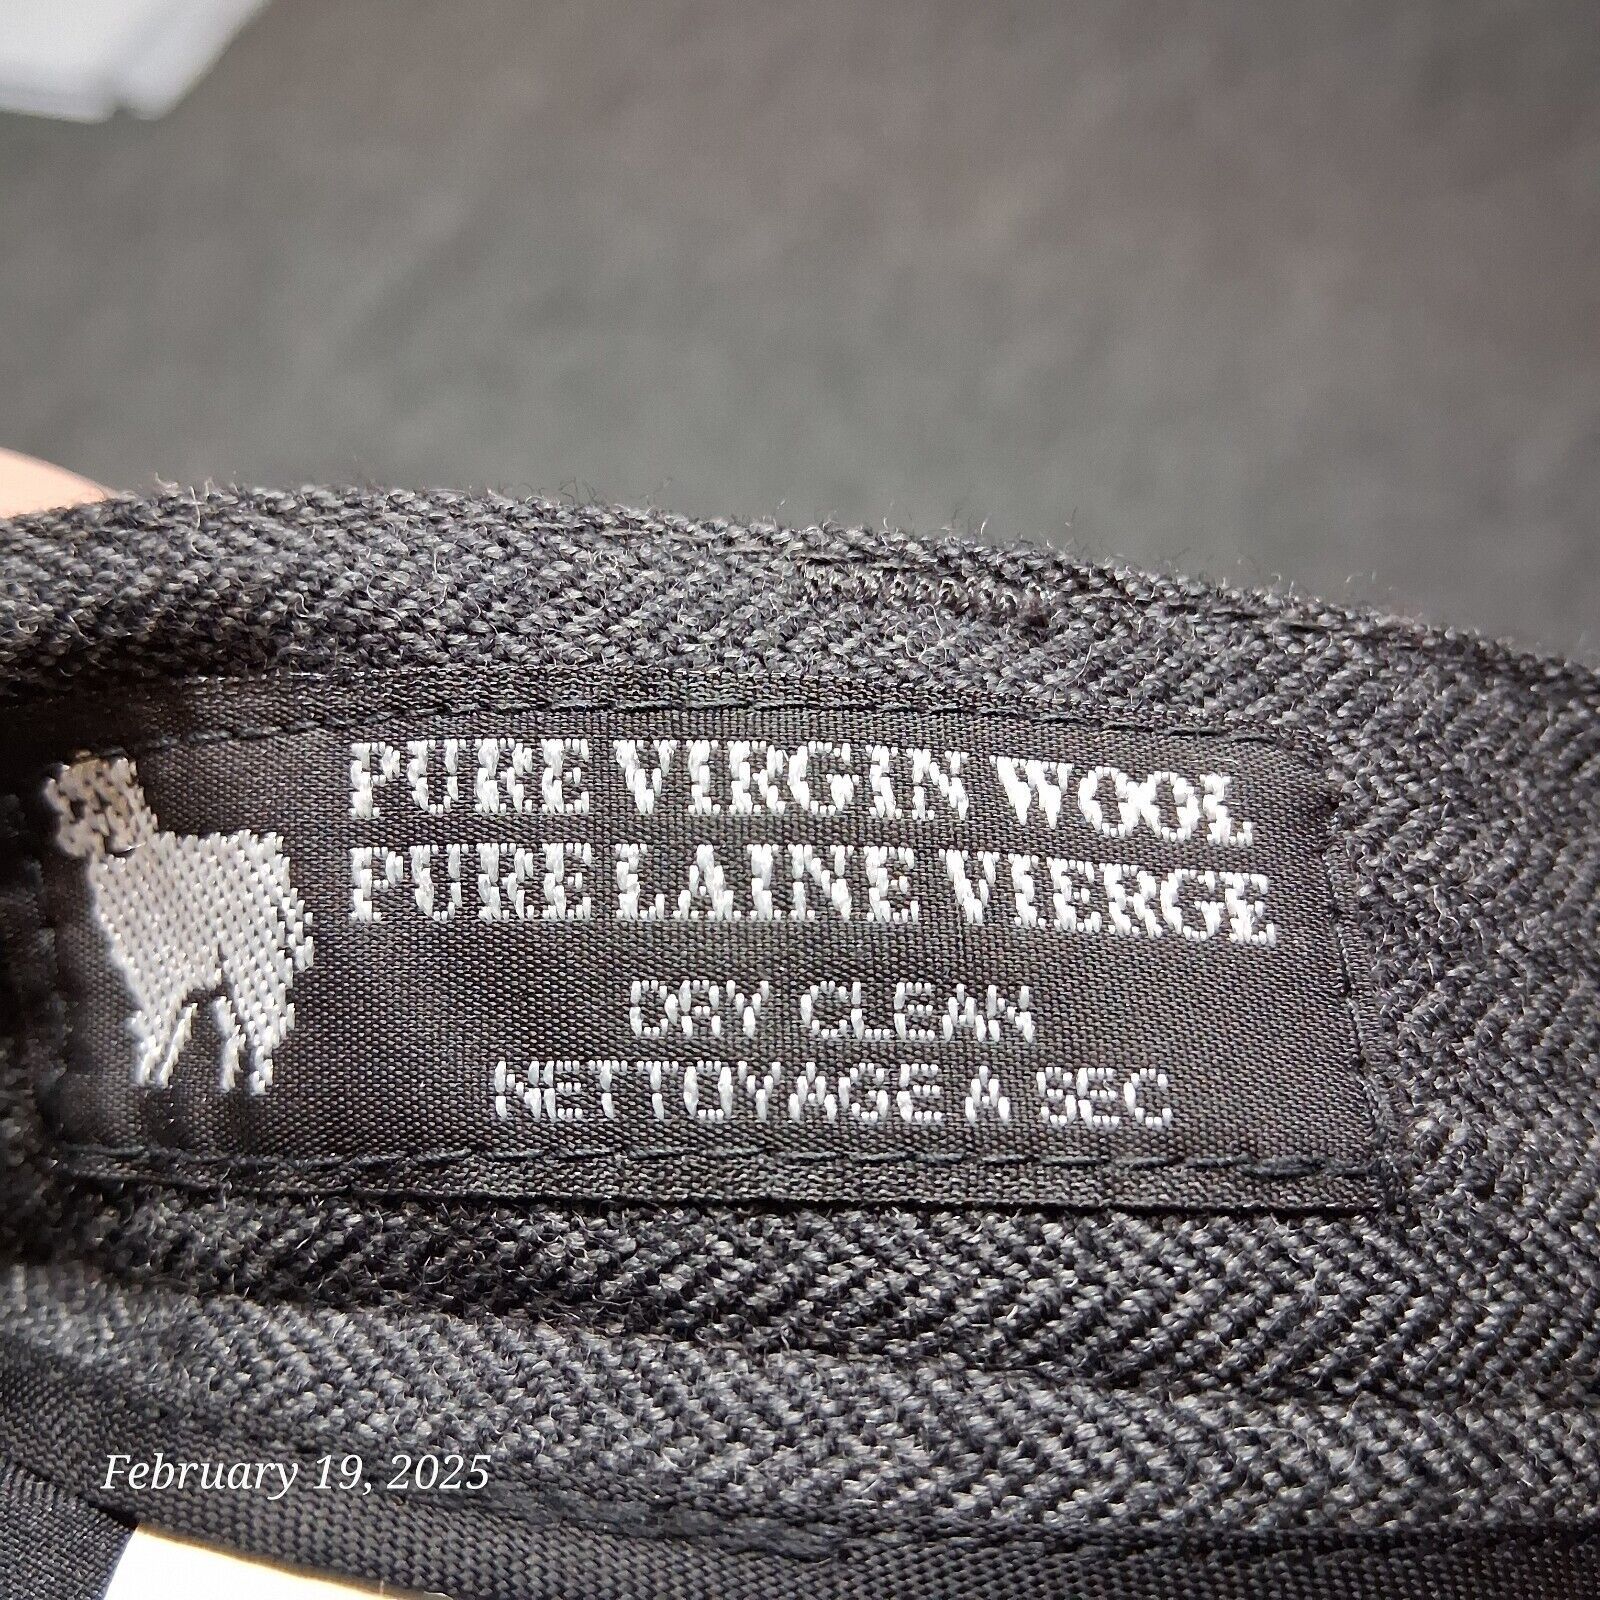 PURE VIRGIN WOOL
PURE LAINE VIERGE
DRY CLEAN
NETTOYAGE A SEC
February 19, 2025